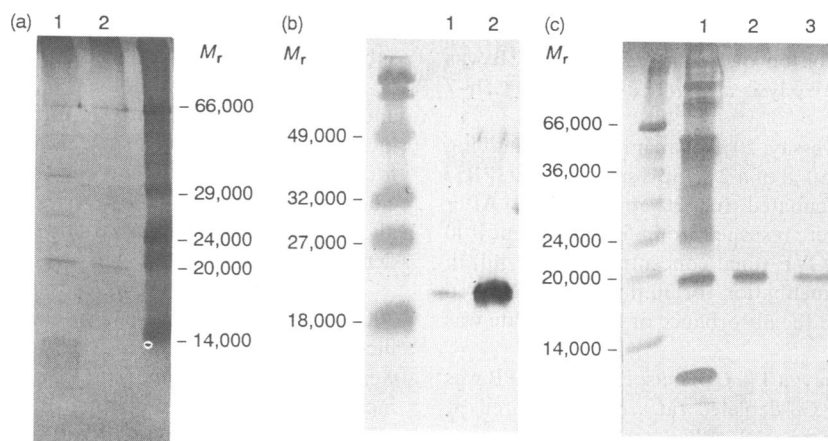 (a) 1 2
Mr
– 66,000
– 29,000
– 24,000
– 20,000
– 14,000
(b) 1 2
Mr
49,000 –
32,000 –
27,000 –
18,000 –
(c) 1 2 3
Mr
66,000 –
36,000 –
24,000 –
20,000 –
14,000 –